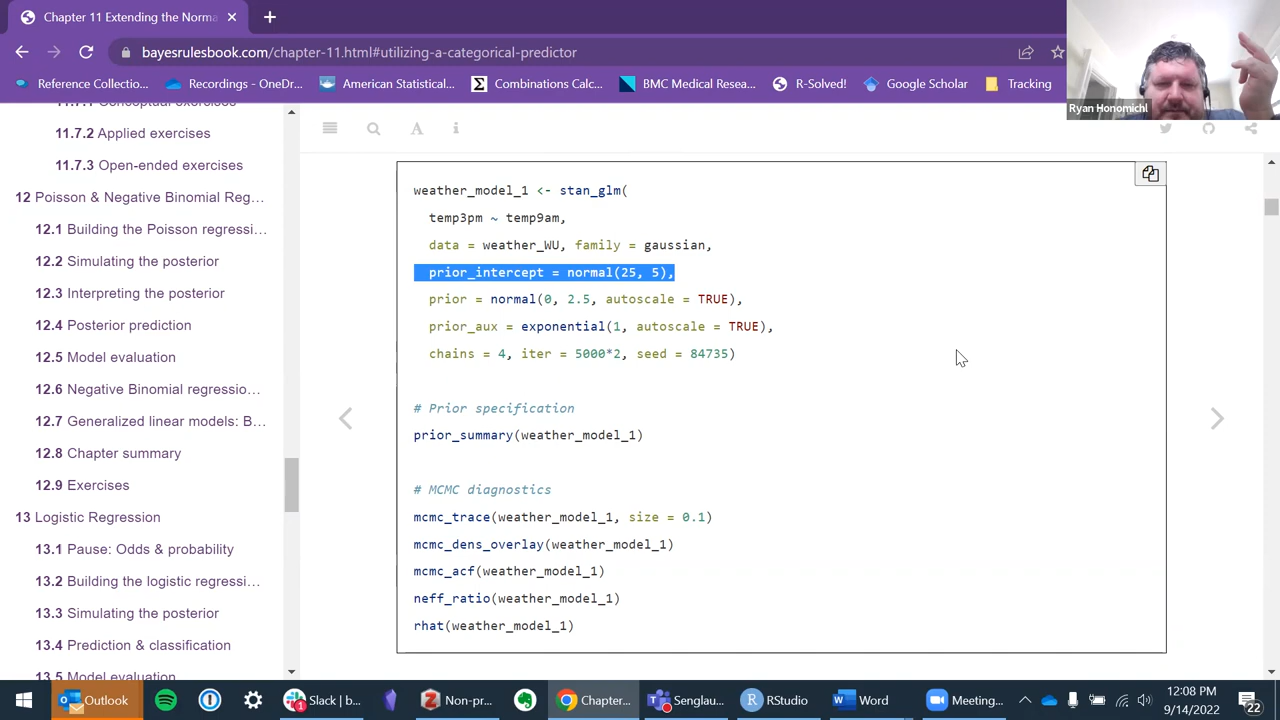 Chapter 11 Extending the Norma
bayesrulesbook.com/chapter-11.html#utilizing-a-categorical-predictor
Reference Collectio...
Recordings - OneDr...
American Statistical...
Combinations Calc...
BMC Medical Resea...
R-Solved!
Google Scholar
Tracking
Ryan Honomichl
11.7.1 Conceptual exercises
11.7.2 Applied exercises
11.7.3 Open-ended exercises
12 Poisson & Negative Binomial Reg...
12.1 Building the Poisson regressi...
12.2 Simulating the posterior
12.3 Interpreting the posterior
12.4 Posterior prediction
12.5 Model evaluation
12.6 Negative Binomial regressio...
12.7 Generalized linear models: B...
12.8 Chapter summary
12.9 Exercises
13 Logistic Regression
13.1 Pause: Odds & probability
13.2 Building the logistic regressi...
13.3 Simulating the posterior
13.4 Prediction & classification
13.5 Model evaluation
weather_model_1 <- stan_glm(
temp3pm ~ temp9am,
data = weather_WU, family = gaussian,
prior_intercept = normal(25, 5),
prior = normal(0, 2.5, autoscale = TRUE),
prior_aux = exponential(1, autoscale = TRUE),
chains = 4, iter = 5000*2, seed = 84735)
# Prior specification
prior_summary(weather_model_1)
# MCMC diagnostics
mcmc_trace(weather_model_1, size = 0.1)
mcmc_dens_overlay(weather_model_1)
mcmc_acf(weather_model_1)
neff_ratio(weather_model_1)
rhat(weather_model_1)
Outlook
Slack | b...
Non-pr...
Chapter...
Senglau...
RStudio
Word
Meeting...
12:08 PM
9/14/2022
22